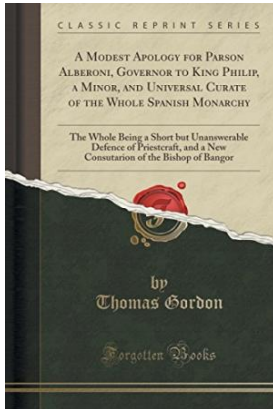 CLASSIC REPRINT SERIES
A Modest Apology for Parson
Alberoni, Governor to King Philip,
a Minor, and Universal Curate
of the Whole Spanish Monarchy
The Whole Being a Short but Unanswerable
Defence of Priestcraft, and a New
Consutarion of the Bishop of Bangor
by
Thomas Gordon
Forgotten Books